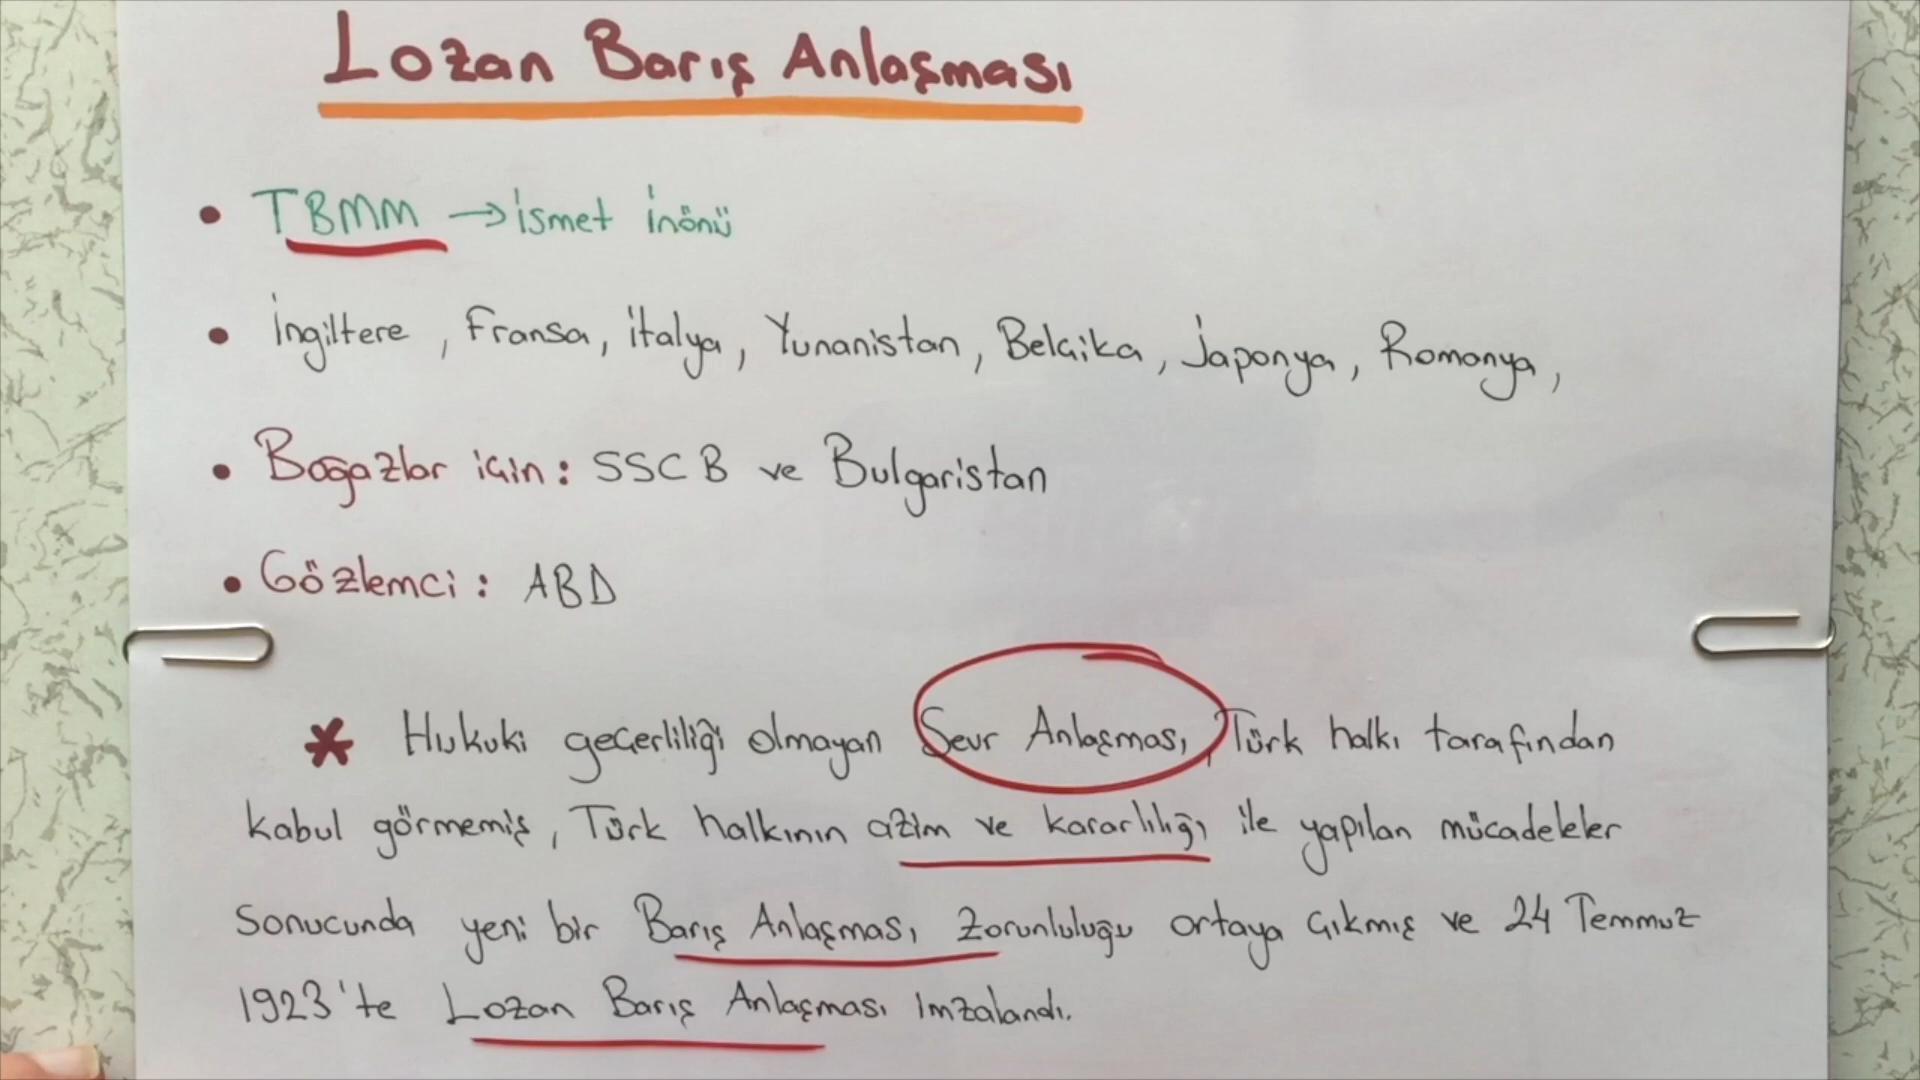 Lozan Barış Anlaşması
• TBMM → İsmet İnönü
• İngiltere, Fransa, İtalya, Yunanistan, Belçika, Japonya, Romanya,
• Boğazlar için: SSCB ve Bulgaristan
• Gözlemci: ABD
* Hukuki geçerliliği olmayan Sevr Anlaşması, Türk halkı tarafından
kabul görmemiş, Türk halkının azim ve kararlılığı ile yapılan mücadeleler
sonucunda yeni bir Barış Anlaşması zorunluluğu ortaya çıkmış ve 24 Temmuz
1923'te Lozan Barış Anlaşması imzalandı.